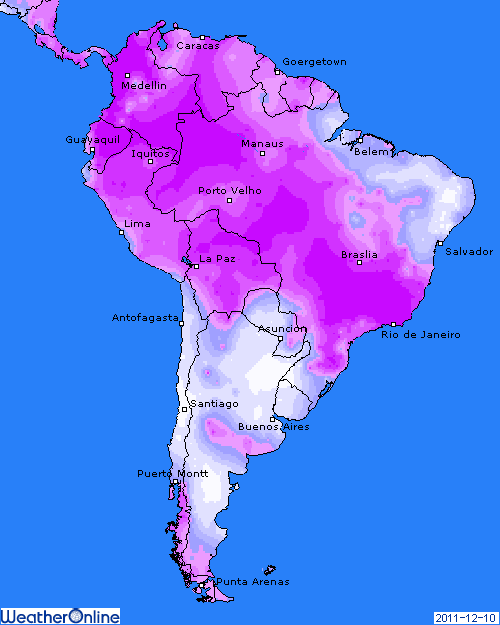 Caracas
Goergetown
Medellin
Guayaquil
Iquitos
Manaus
Belem
Porto Velho
Lima
La Paz
Braslia
Salvador
Antofagasta
Asuncion
Rio de Janeiro
Santiago
Buenos Aires
Puerto Montt
Punta Arenas
WeatherOnline
2011-12-10